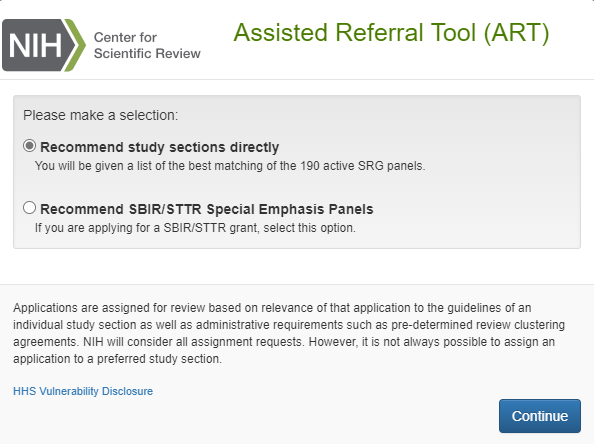 NIH
Center for
Scientific Review
Assisted Referral Tool (ART)
Please make a selection:
Recommend study sections directly
You will be given a list of the best matching of the 190 active SRG panels.
Recommend SBIR/STTR Special Emphasis Panels
If you are applying for a SBIR/STTR grant, select this option.
Applications are assigned for review based on relevance of that application to the guidelines of an
individual study section as well as administrative requirements such as pre-determined review clustering
agreements. NIH will consider all assignment requests. However, it is not always possible to assign an
application to a preferred study section.
HHS Vulnerability Disclosure
Continue